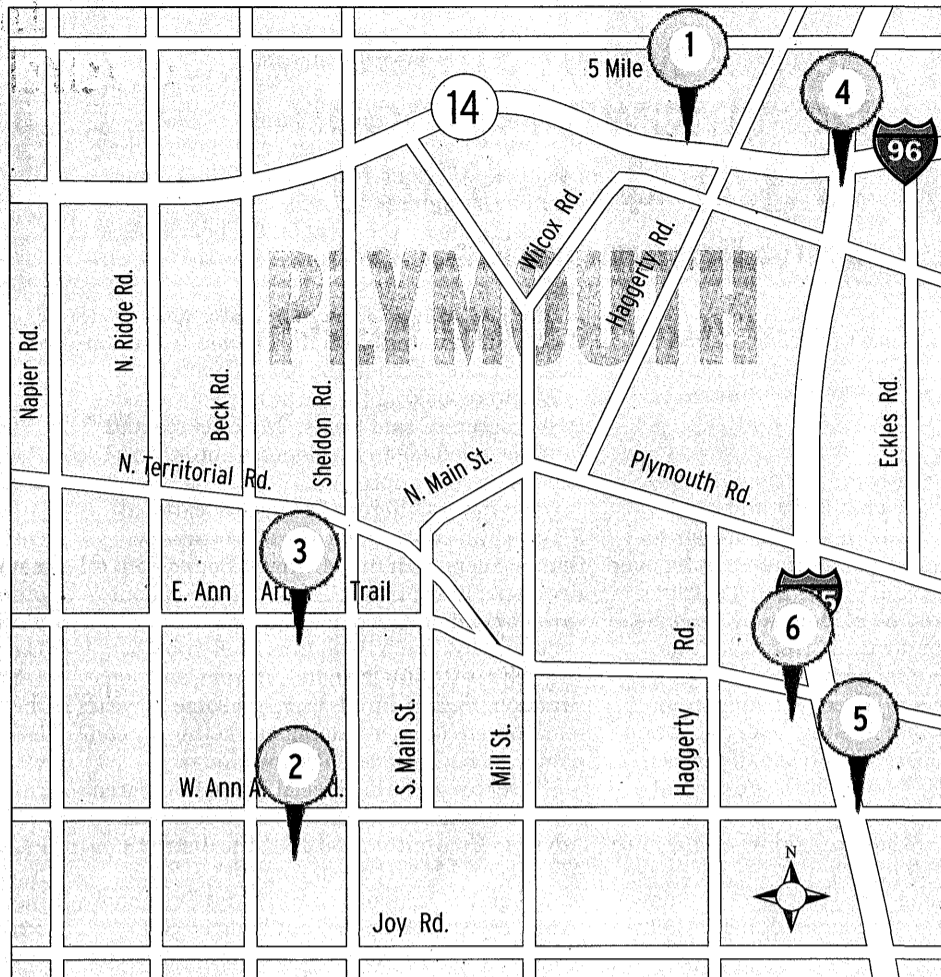 1
5 Mile
4
14
96
Wilcox Rd.
Haggerty Rd.
PLYMOUTH
N. Ridge Rd.
Napier Rd.
Beck Rd.
Sheldon Rd.
Eckles Rd.
N. Main St.
Plymouth Rd.
N. Territorial Rd.
3
E. Ann Trail
5
6
Haggerty Rd.
5
S. Main St.
Mill St.
2
W. Ann
N
Joy Rd.